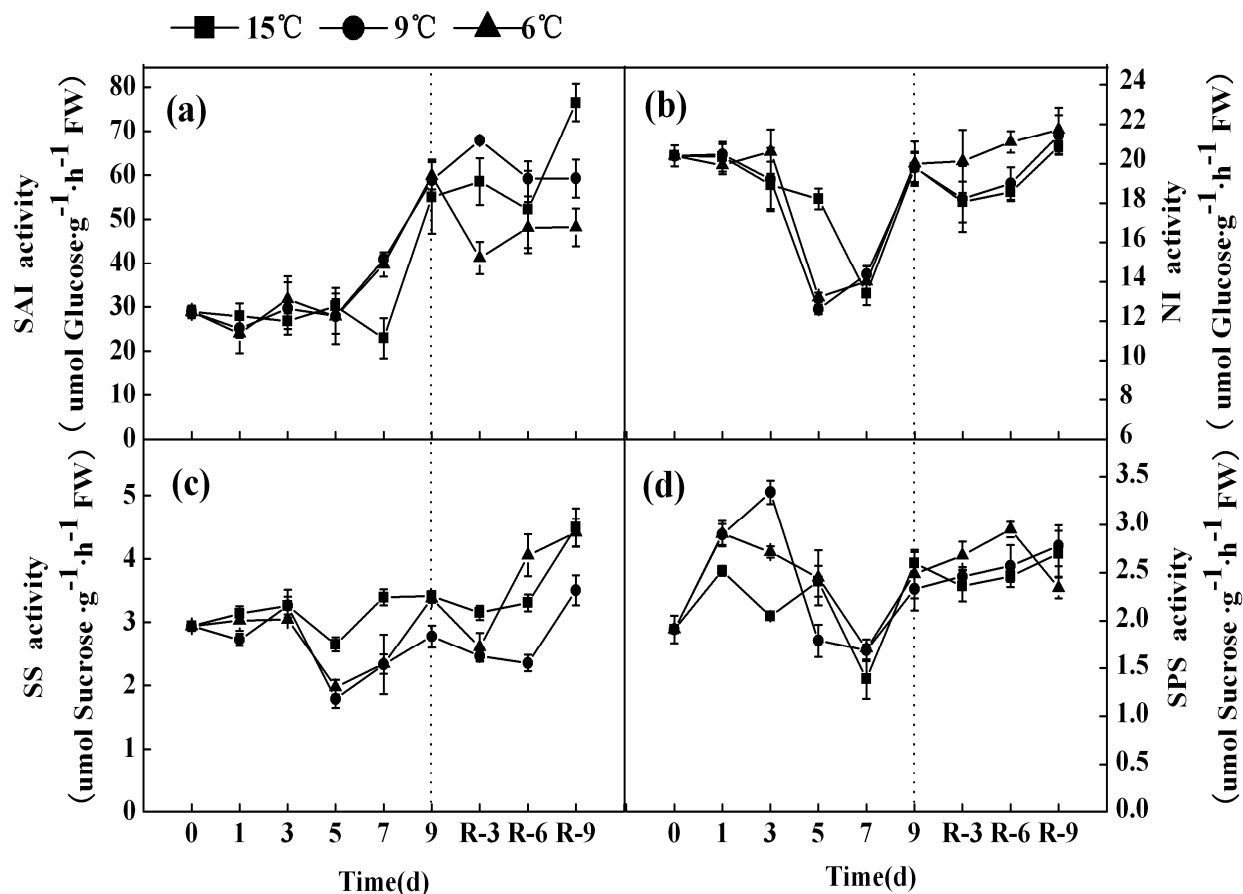 15℃ 9℃ 6℃
(a)
80
70
60
50
40
30
20
10
0
SAI activity
( umol Glucose·g-1·h-1 FW)
(b)
24
22
20
18
16
14
12
10
8
6
NI activity
( umol Glucose·g-1·h-1 FW)
(c)
5
4
3
2
1
0
SS activity
(umol Sucrose ·g-1·h-1 FW)
(d)
3.5
3.0
2.5
2.0
1.5
1.0
0.5
0.0
SPS activity
(umol Sucrose ·g-1·h-1 FW)
0 1 3 5 7 9 R-3 R-6 R-9
Time(d)
0 1 3 5 7 9 R-3 R-6 R-9
Time(d)